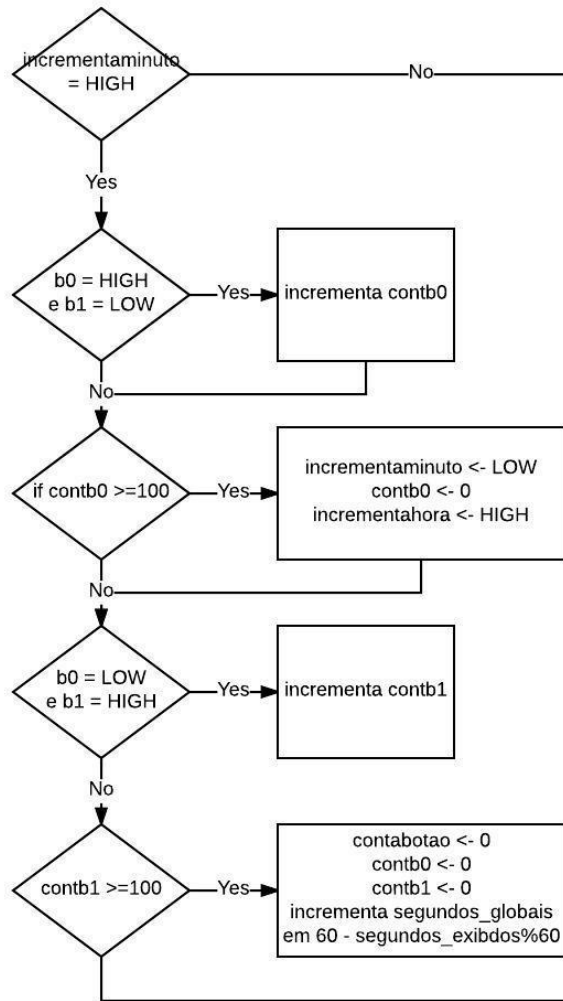 incrementaminuto
= HIGH
No
Yes
b0 = HIGH
e b1 = LOW
Yes
incrementa contb0
No
if contb0 >=100
Yes
incrementaminuto <- LOW
contb0 <- 0
incrementahora <- HIGH
No
b0 = LOW
e b1 = HIGH
Yes
incrementa contb1
No
contb1 >=100
Yes
contabotao <- 0
contb0 <- 0
contb1 <- 0
incrementa segundos_globais
em 60 - segundos_exibdos%60